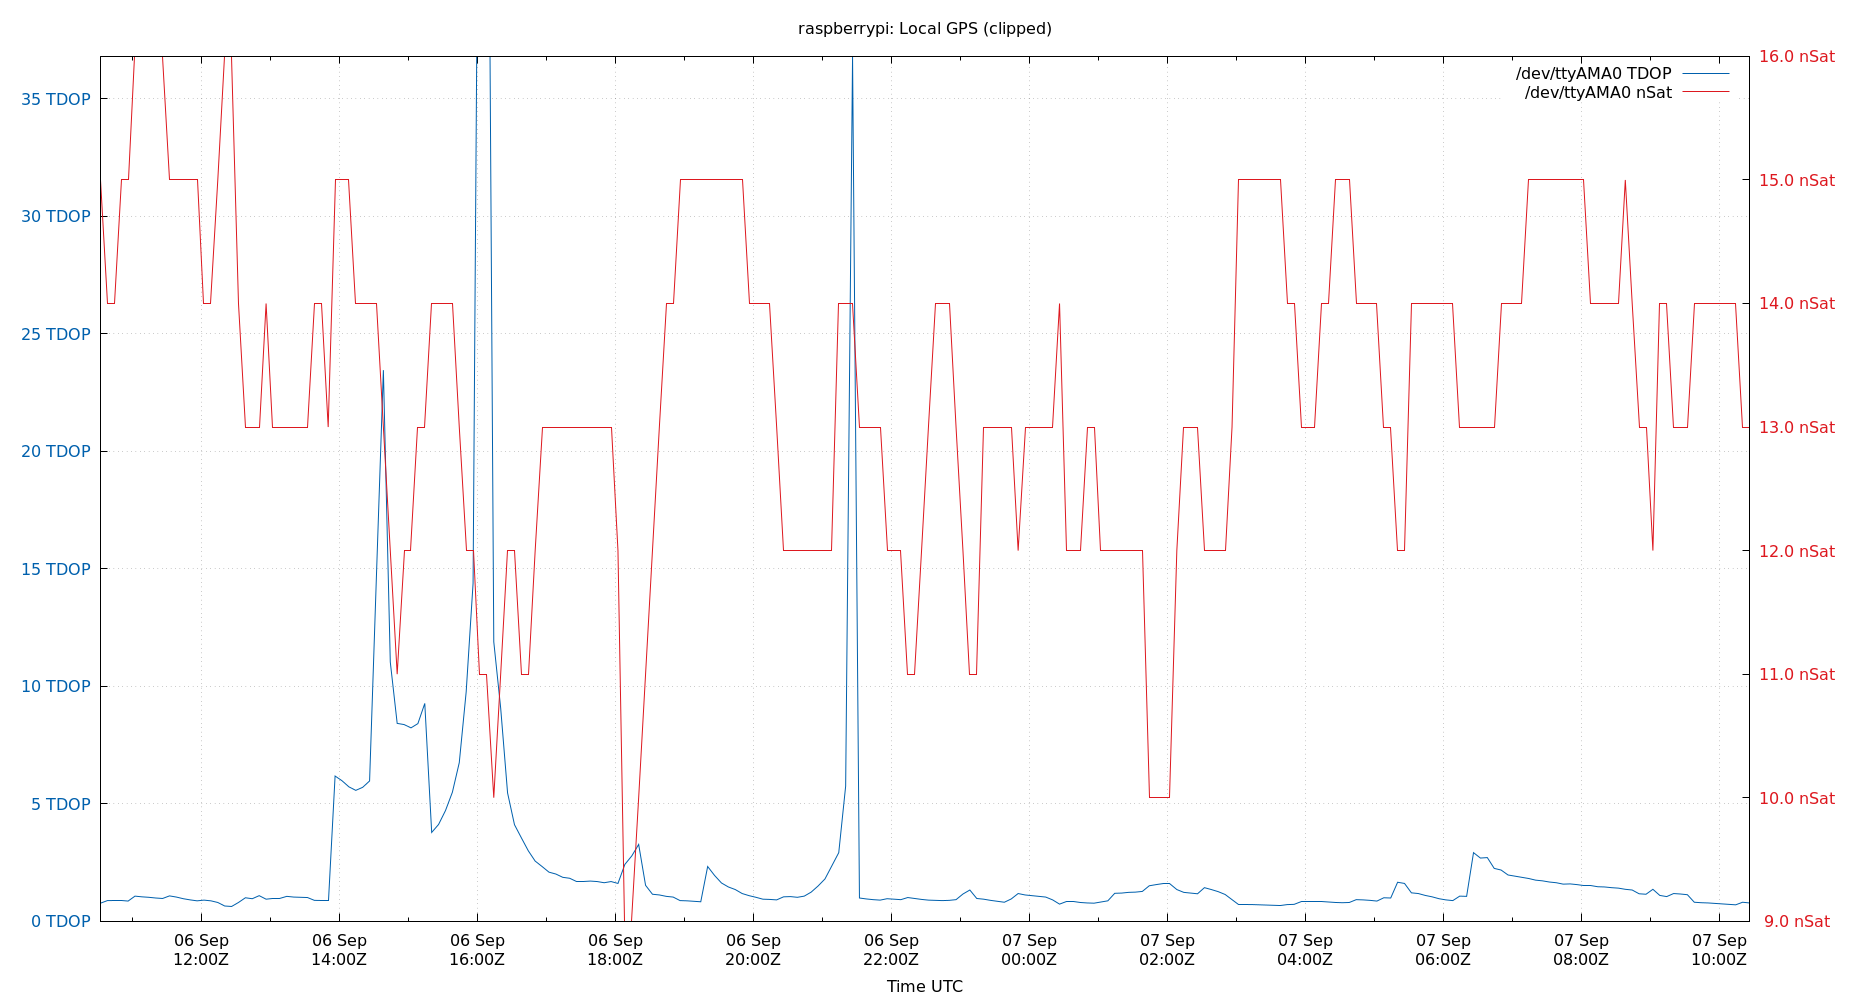 raspberrypi: Local GPS (clipped)
/dev/ttyAMA0 TDOP
/dev/ttyAMA0 nSat
35 TDOP
30 TDOP
25 TDOP
20 TDOP
15 TDOP
10 TDOP
5 TDOP
0 TDOP
16.0 nSat
15.0 nSat
14.0 nSat
13.0 nSat
12.0 nSat
11.0 nSat
10.0 nSat
9.0 nSat
06 Sep
12:00Z
06 Sep
14:00Z
06 Sep
16:00Z
06 Sep
18:00Z
06 Sep
20:00Z
06 Sep
22:00Z
07 Sep
00:00Z
07 Sep
02:00Z
07 Sep
04:00Z
07 Sep
06:00Z
07 Sep
08:00Z
07 Sep
10:00Z
Time UTC